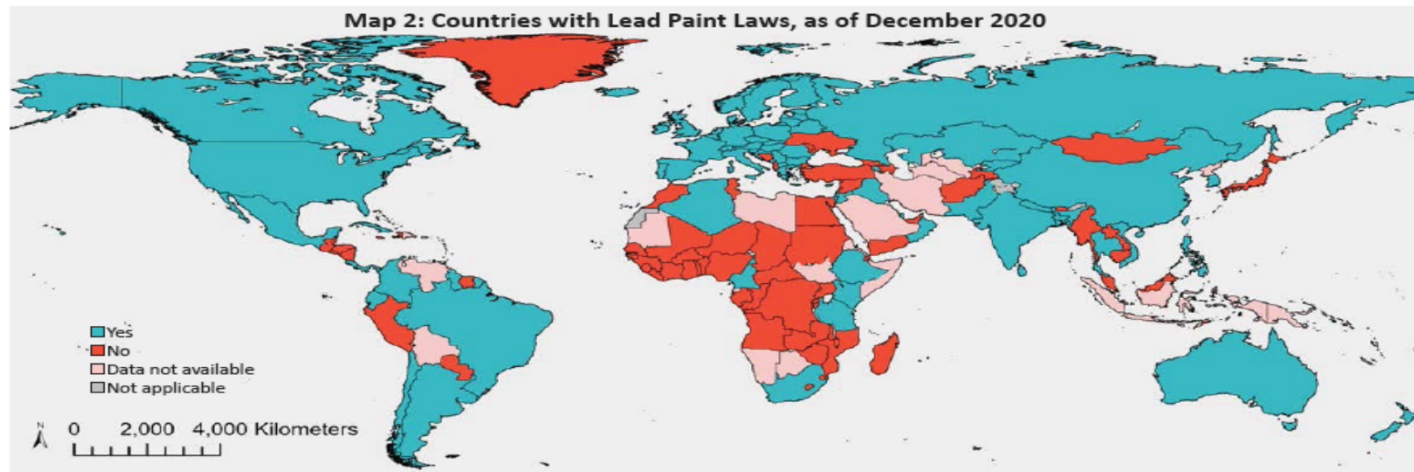 Map 2: Countries with Lead Paint Laws, as of December 2020
Yes
No
Data not available
Not applicable
N
0 2,000 4,000 Kilometers